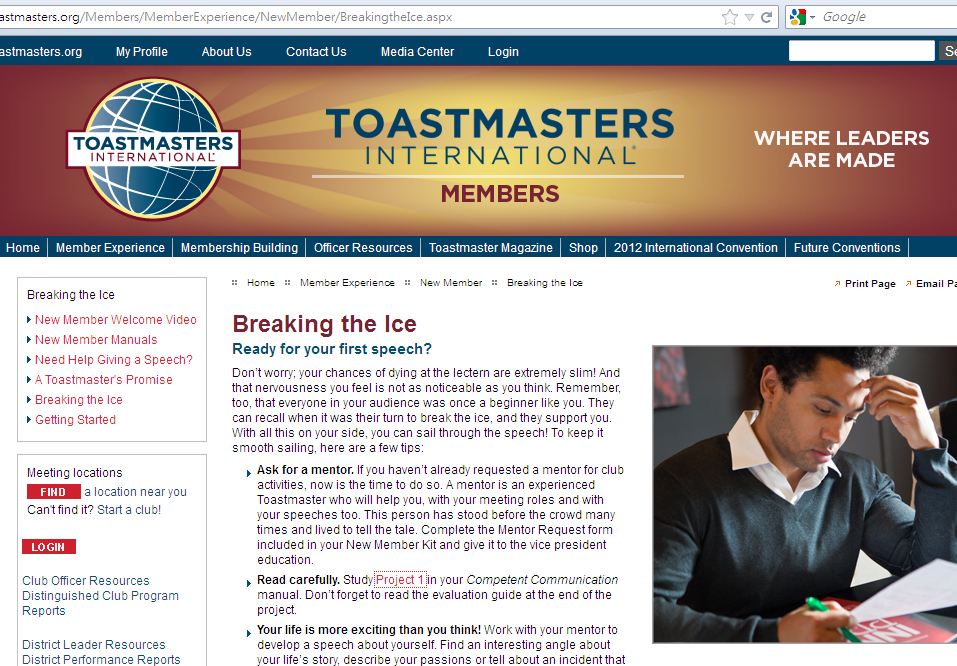 astmasters.org/Members/MemberExperience/NewMember/BreakingtheIce.aspx
Google
astmasters.org My Profile About Us Contact Us Media Center Login
Se
TOASTMASTERS
INTERNATIONAL
TOASTMASTERS
INTERNATIONAL
MEMBERS
WHERE LEADERS
ARE MADE
Home Member Experience Membership Building Officer Resources Toastmaster Magazine Shop 2012 International Convention Future Conventions
Breaking the Ice
New Member Welcome Video
New Member Manuals
Need Help Giving a Speech?
A Toastmaster's Promise
Breaking the Ice
Getting Started
Meeting locations
FIND a location near you
Can't find it? Start a club!
LOGIN
Club Officer Resources
Distinguished Club Program
Reports
District Leader Resources
District Performance Reports
Home Member Experience New Member Breaking the Ice
Print Page Email Pa
Breaking the Ice
Ready for your first speech?
Don't worry; your chances of dying at the lectern are extremely slim! And
that nervousness you feel is not as noticeable as you think. Remember,
too, that everyone in your audience was once a beginner like you. They
can recall when it was their turn to break the ice, and they support you.
With all this on your side, you can sail through the speech! To keep it
smooth sailing, here are a few tips:
Ask for a mentor. If you haven't already requested a mentor for club
activities, now is the time to do so. A mentor is an experienced
Toastmaster who will help you, with your meeting roles and with
your speeches too. This person has stood before the crowd many
times and lived to tell the tale. Complete the Mentor Request form
included in your New Member Kit and give it to the vice president
education.
Read carefully. Study Project 1 in your Competent Communication
manual. Don't forget to read the evaluation guide at the end of the
project.
Your life is more exciting than you think! Work with your mentor to
develop a speech about yourself. Find an interesting angle about
your life's story, describe your passions or tell about an incident that